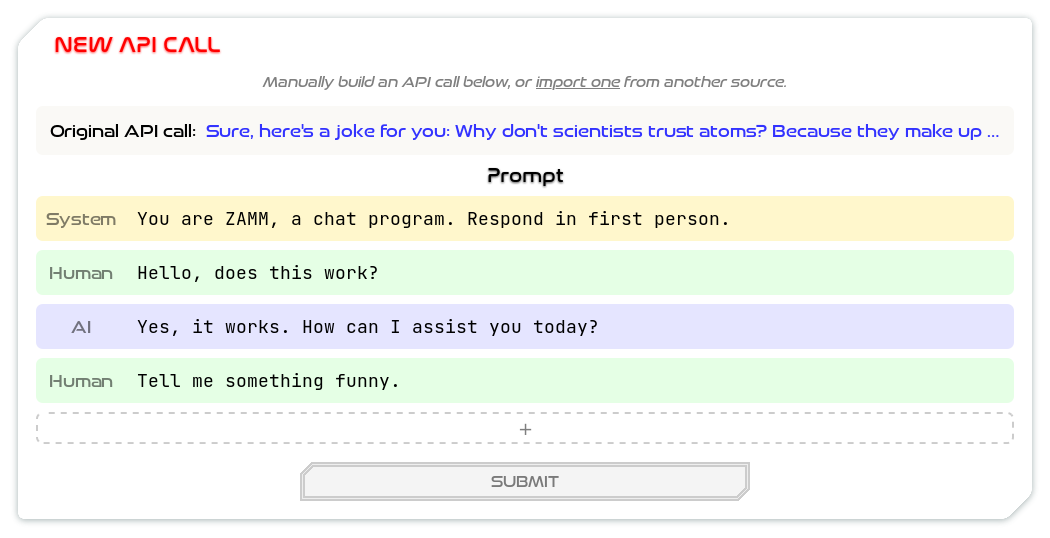 NEW API CALL
Manually build an API call below, or import one from another source.
Original API call: Sure, here's a joke for you: Why don't scientists trust atoms? Because they make up ...
Prompt
System You are ZAMM, a chat program. Respond in first person.
Human Hello, does this work?
AI Yes, it works. How can I assist you today?
Human Tell me something funny.
+
SUBMIT